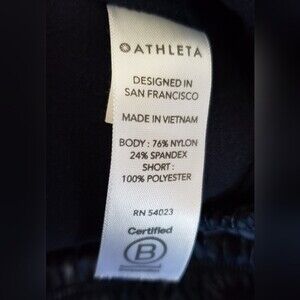 ATHLETA
DESIGNED IN
SAN FRANCISCO
MADE IN VIETNAM
BODY : 76% NYLON
24% SPANDEX
SHORT :
100% POLYESTER
RN 54023
Certified
B
Corporation